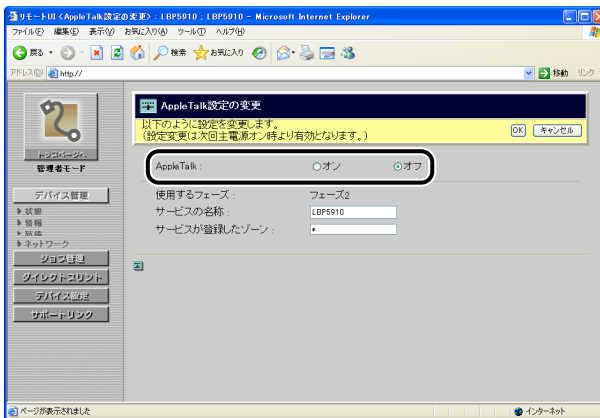 リモートUI <AppleTalk設定の変更> : LBP5910 ; LBP5910 - Microsoft Internet Explorer
ファイル(F) 編集(E) 表示(V) お気に入り(A) ツール(T) ヘルプ(H)
戻る 検索 お気に入り
アドレス(D) http:// 移動 リンク
AppleTalk設定の変更
以下のように設定を変更します。
(設定変更は次回主電源オン時より有効となります。)
OK キャンセル
トップページへ
管理者モード
デバイス管理
状態
情報
ネットワーク
ジョブ管理
ダイレクトプリント
デバイス設定
サポートリンク
AppleTalk : オン オフ
使用するフェーズ : フェーズ2
サービスの名称 : LBP5910
サービスが登録したゾーン : *
ページが表示されました インターネット